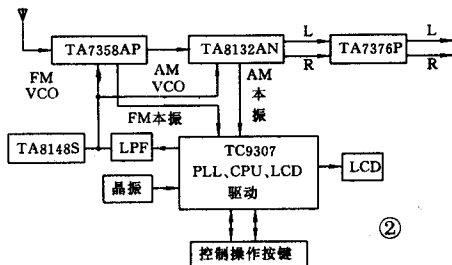 TA7358AP
TA8132AN
TA7376P
L
R
L
R
FM
VCO
AM
VCO
AM
本
振
FM本振
TA8148S
LPF
TC9307
PLL、CPU、LCD
驱动
LCD
晶振
控制操作按键
②